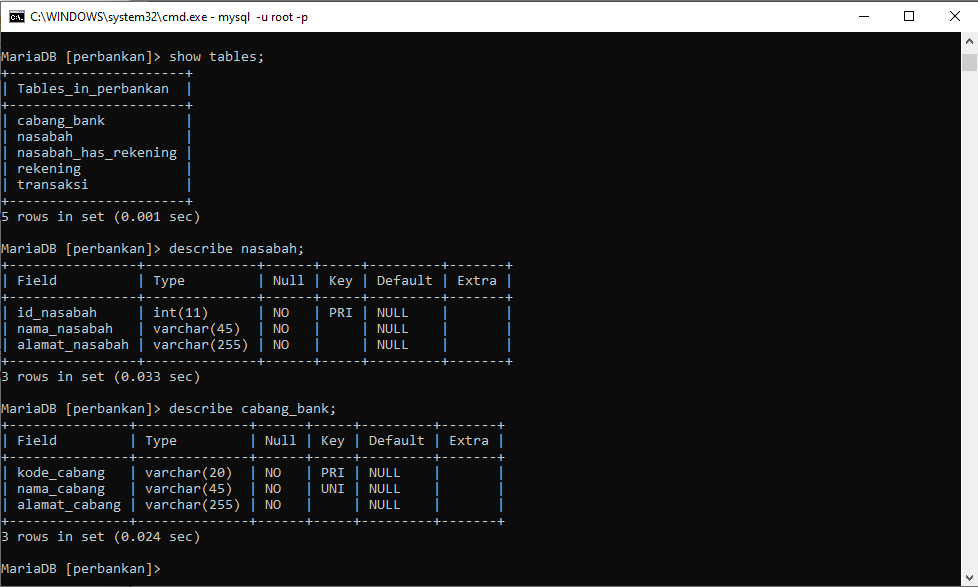 C:\WINDOWS\system32\cmd.exe - mysql  -u root -p
MariaDB [perbankan]> show tables;
+----------------------+
| Tables_in_perbankan  |
+----------------------+
| cabang_bank          |
| nasabah              |
| nasabah_has_rekening |
| rekening             |
| transaksi            |
+----------------------+
5 rows in set (0.001 sec)
MariaDB [perbankan]> describe nasabah;
+----------------+--------------+------+-----+---------+-------+
| Field          | Type         | Null | Key | Default | Extra |
+----------------+--------------+------+-----+---------+-------+
| id_nasabah     | int(11)      | NO   | PRI | NULL    |       |
| nama_nasabah   | varchar(45)  | NO   |     | NULL    |       |
| alamat_nasabah | varchar(255) | NO   |     | NULL    |       |
+----------------+--------------+------+-----+---------+-------+
3 rows in set (0.033 sec)
MariaDB [perbankan]> describe cabang_bank;
+---------------+--------------+------+-----+---------+-------+
| Field         | Type         | Null | Key | Default | Extra |
+---------------+--------------+------+-----+---------+-------+
| kode_cabang   | varchar(20)  | NO   | PRI | NULL    |       |
| nama_cabang   | varchar(45)  | NO   | UNI | NULL    |       |
| alamat_cabang | varchar(255) | NO   |     | NULL    |       |
+---------------+--------------+------+-----+---------+-------+
3 rows in set (0.024 sec)
MariaDB [perbankan]>